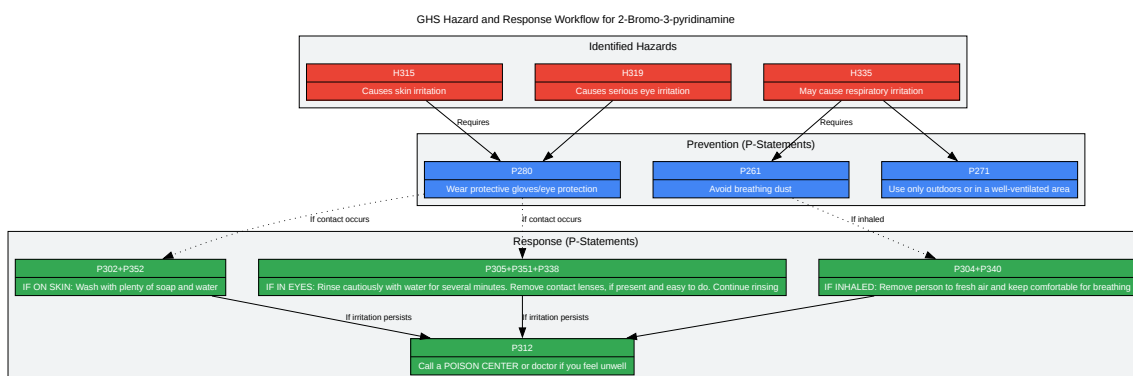 GHS Hazard and Response Workflow for 2-Bromo-3-pyridinamine
Identified Hazards
H315
Causes skin irritation
H319
Causes serious eye irritation
H335
May cause respiratory irritation
Requires
Requires
Prevention (P-Statements)
P280
Wear protective gloves/eye protection
P261
Avoid breathing dust
P271
Use only outdoors or in a well-ventilated area
If contact occurs
If contact occurs
If inhaled
Response (P-Statements)
P302+P352
IF ON SKIN: Wash with plenty of soap and water
P305+P351+P338
IF IN EYES: Rinse cautiously with water for several minutes. Remove contact lenses, if present and easy to do. Continue rinsing
P304+P340
IF INHALED: Remove person to fresh air and keep comfortable for breathing
If irritation persists
If irritation persists
P312
Call a POISON CENTER or doctor if you feel unwell